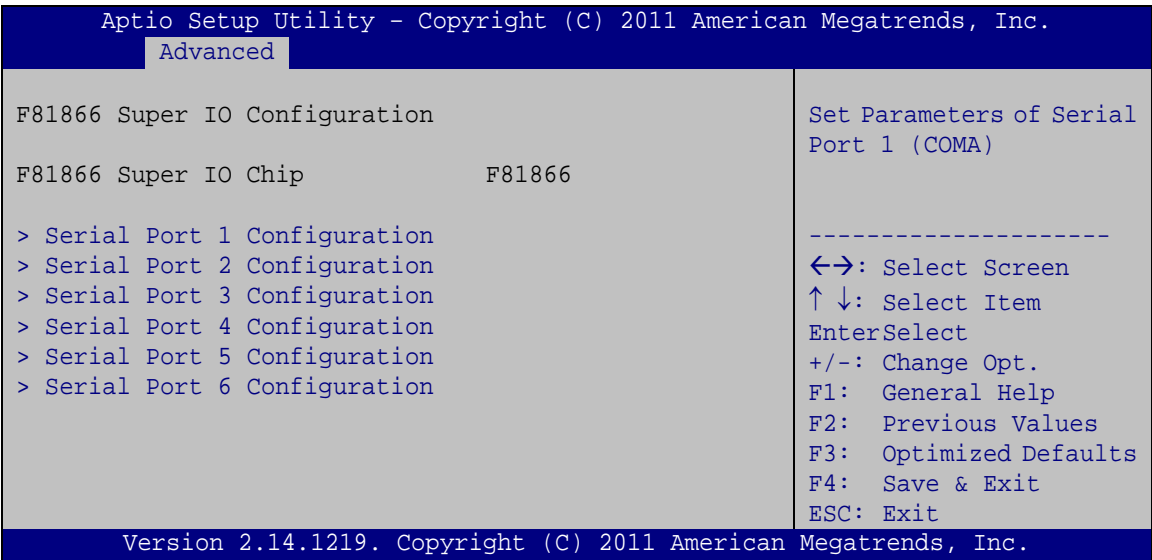 Aptio Setup Utility – Copyright (C) 2011 American Megatrends, Inc.
Advanced
F81866 Super IO Configuration
F81866 Super IO Chip F81866
> Serial Port 1 Configuration
> Serial Port 2 Configuration
> Serial Port 3 Configuration
> Serial Port 4 Configuration
> Serial Port 5 Configuration
> Serial Port 6 Configuration
Set Parameters of Serial
Port 1 (COMA)
---------------------
←→: Select Screen
↑ ↓: Select Item
EnterSelect
+/-: Change Opt.
F1: General Help
F2: Previous Values
F3: Optimized Defaults
F4: Save & Exit
ESC: Exit
Version 2.14.1219. Copyright (C) 2011 American Megatrends, Inc.